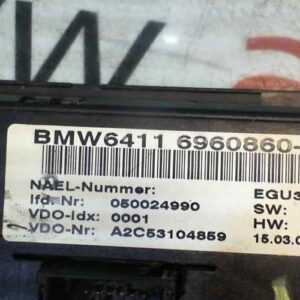 BMW6411 6960860-
NAEL-Nummer:
lfd. Nr: 050024990
VDO-Idx: 0001
VDO-Nr: A2C53104859
EGU3
SW:
HW:
15.03.0